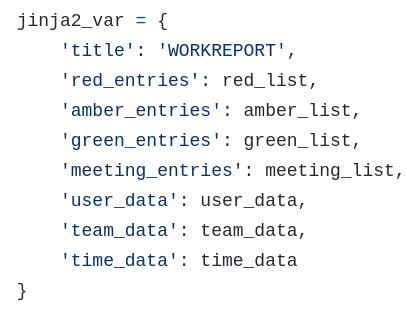 jinja2_var = {
    'title': 'WORKREPORT',
    'red_entries': red_list,
    'amber_entries': amber_list,
    'green_entries': green_list,
    'meeting_entries': meeting_list,
    'user_data': user_data,
    'team_data': team_data,
    'time_data': time_data
}